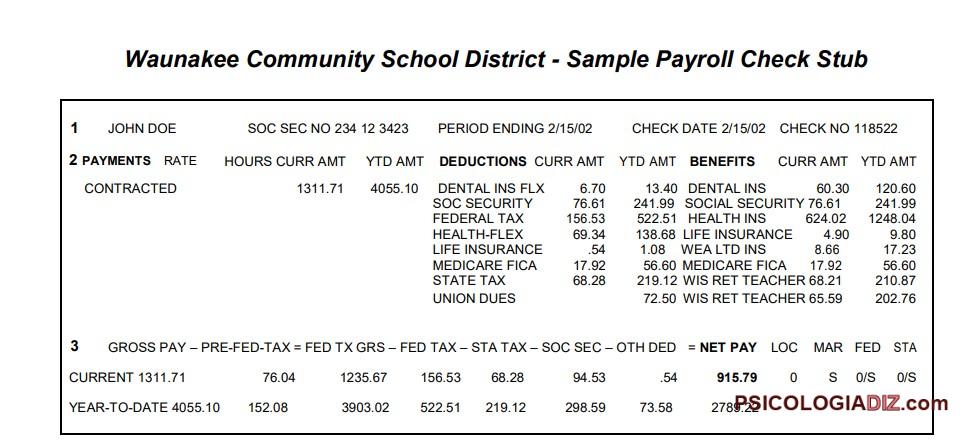 Waunakee Community School District - Sample Payroll Check Stub
1 JOHN DOE SOC SEC NO 234 12 3423 PERIOD ENDING 2/15/02 CHECK DATE 2/15/02 CHECK NO 118522
2 PAYMENTS RATE HOURS CURR AMT YTD AMT DEDUCTIONS CURR AMT YTD AMT BENEFITS CURR AMT YTD AMT
CONTRACTED 1311.71 4055.10 DENTAL INS FLX 6.70 13.40 DENTAL INS 60.30 120.60
SOC SECURITY 76.61 241.99 SOCIAL SECURITY 76.61 241.99
FEDERAL TAX 156.53 522.51 HEALTH INS 624.02 1248.04
HEALTH-FLEX 69.34 138.68 LIFE INSURANCE 4.90 9.80
LIFE INSURANCE .54 1.08 WEA LTD INS 8.66 17.23
MEDICARE FICA 17.92 56.60 MEDICARE FICA 17.92 56.60
STATE TAX 68.28 219.12 WIS RET TEACHER 68.21 210.87
UNION DUES 72.50 WIS RET TEACHER 65.59 202.76
3 GROSS PAY – PRE-FED-TAX = FED TX GRS – FED TAX – STA TAX – SOC SEC – OTH DED = NET PAY LOC MAR FED STA
CURRENT 1311.71 76.04 1235.67 156.53 68.28 94.53 .54 915.79 0 S 0/S 0/S
YEAR-TO-DATE 4055.10 152.08 3903.02 522.51 219.12 298.59 73.58
PSICOLOGIADIZ.com